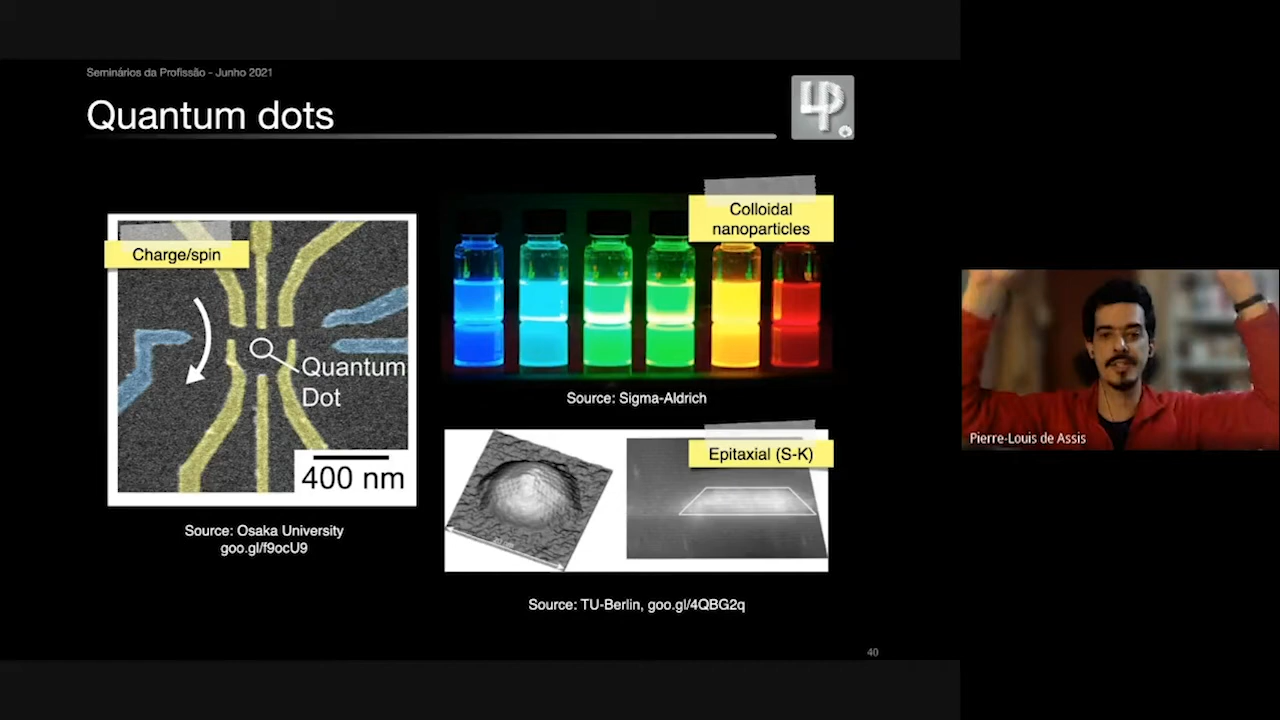 Seminários da Profissão - Junho 2021
Quantum dots
Charge/spin
Quantum
Dot
400 nm
Source: Osaka University
goo.gl/f9ocU9
Colloidal
nanoparticles
Source: Sigma-Aldrich
Epitaxial (S-K)
Source: TU-Berlin, goo.gl/4QBG2q
40
Pierre-Louis de Assis